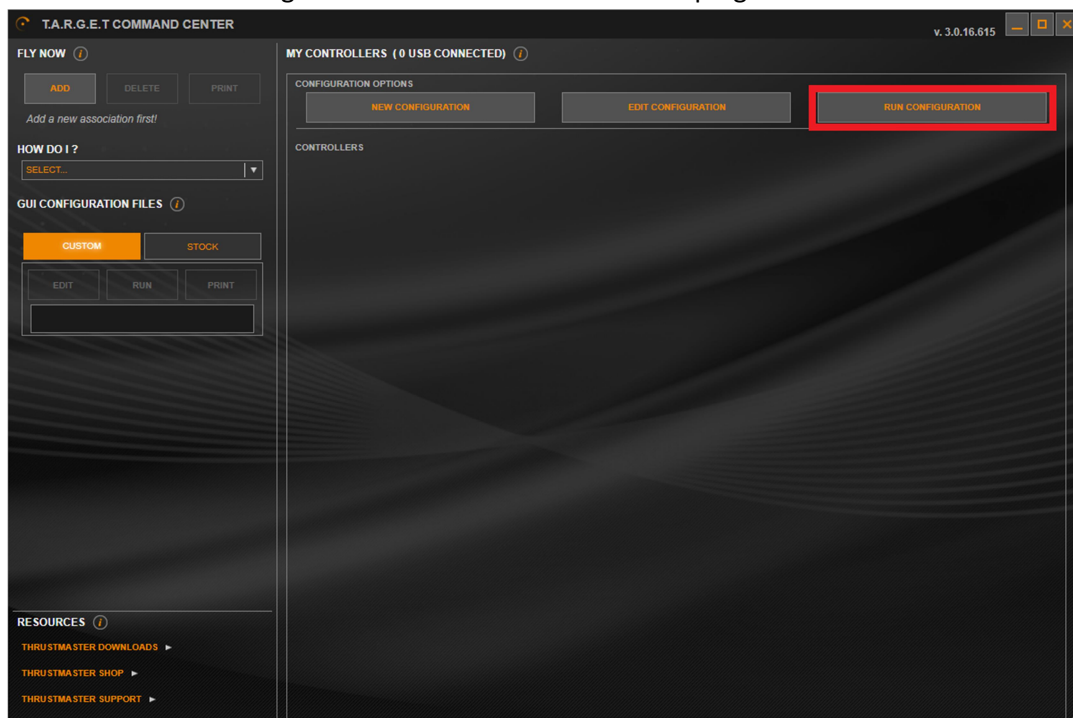 T.A.R.G.E.T COMMAND CENTER
v. 3.0.16.615
FLY NOW
ADD
DELETE
PRINT
Add a new association first!
HOW DO I ?
SELECT...
GUI CONFIGURATION FILES
CUSTOM
STOCK
EDIT
RUN
PRINT
MY CONTROLLERS ( 0 USB CONNECTED)
CONFIGURATION OPTIONS
NEW CONFIGURATION
EDIT CONFIGURATION
RUN CONFIGURATION
CONTROLLERS
RESOURCES
THRUSTMASTER DOWNLOADS
THRUSTMASTER SHOP
THRUSTMASTER SUPPORT